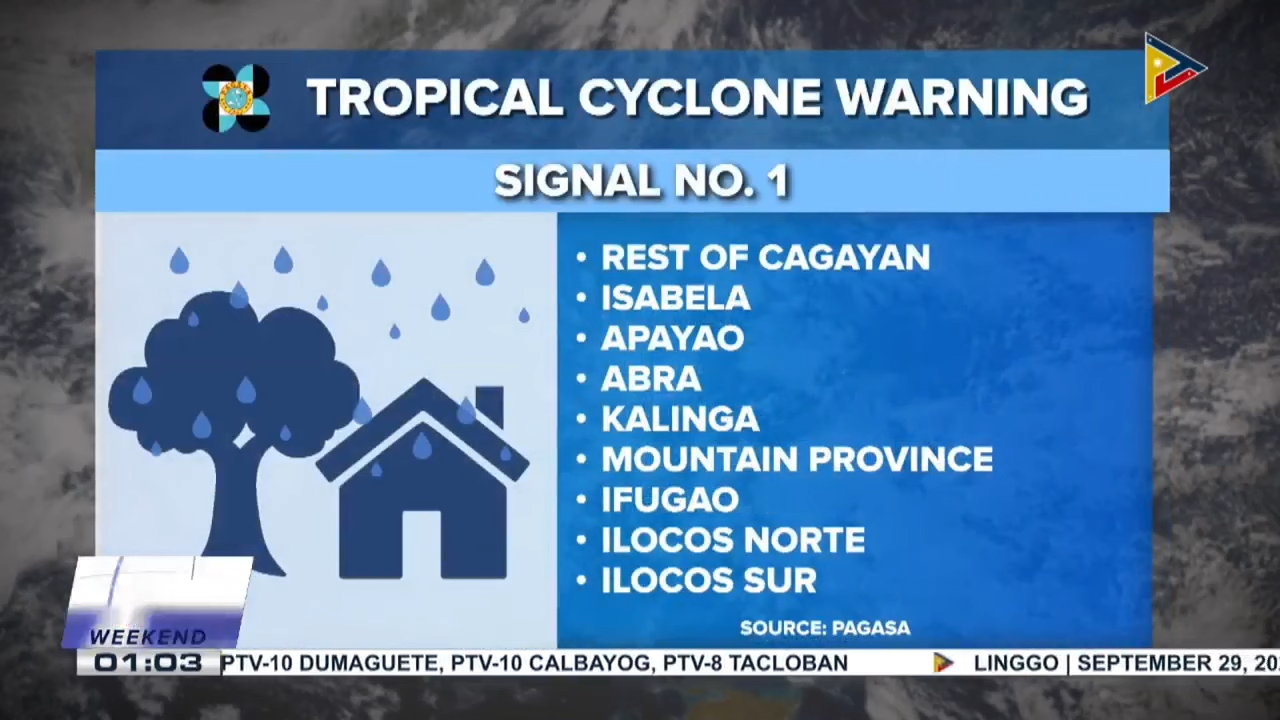 TROPICAL CYCLONE WARNING
SIGNAL NO. 1
• REST OF CAGAYAN
• ISABELA
• APAYAO
• ABRA
• KALINGA
• MOUNTAIN PROVINCE
• IFUGAO
• ILOCOS NORTE
• ILOCOS SUR
SOURCE: PAGASA
WEEKEND
01:03
PTV-10 DUMAGUETE, PTV-10 CALBAYOG, PTV-8 TACLOBAN LINGGO | SEPTEMBER 29, 20